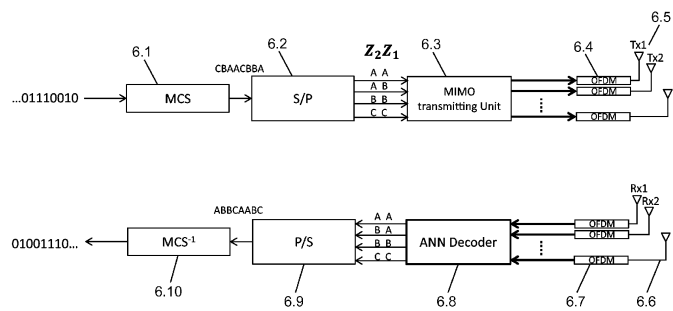 6.1
6.2
Z₂Z₁
6.3
6.4
6.5
Tx1
Tx2
CBAACBBA
...01110010
MCS
S/P
A A
A B
B B
C C
MIMO
transmitting Unit
OFDM
OFDM
OFDM
ABBCAABC
Rx1
Rx2
01001110...
MCS⁻¹
P/S
A A
B A
B B
C C
ANN Decoder
OFDM
OFDM
OFDM
6.10
6.9
6.8
6.7
6.6